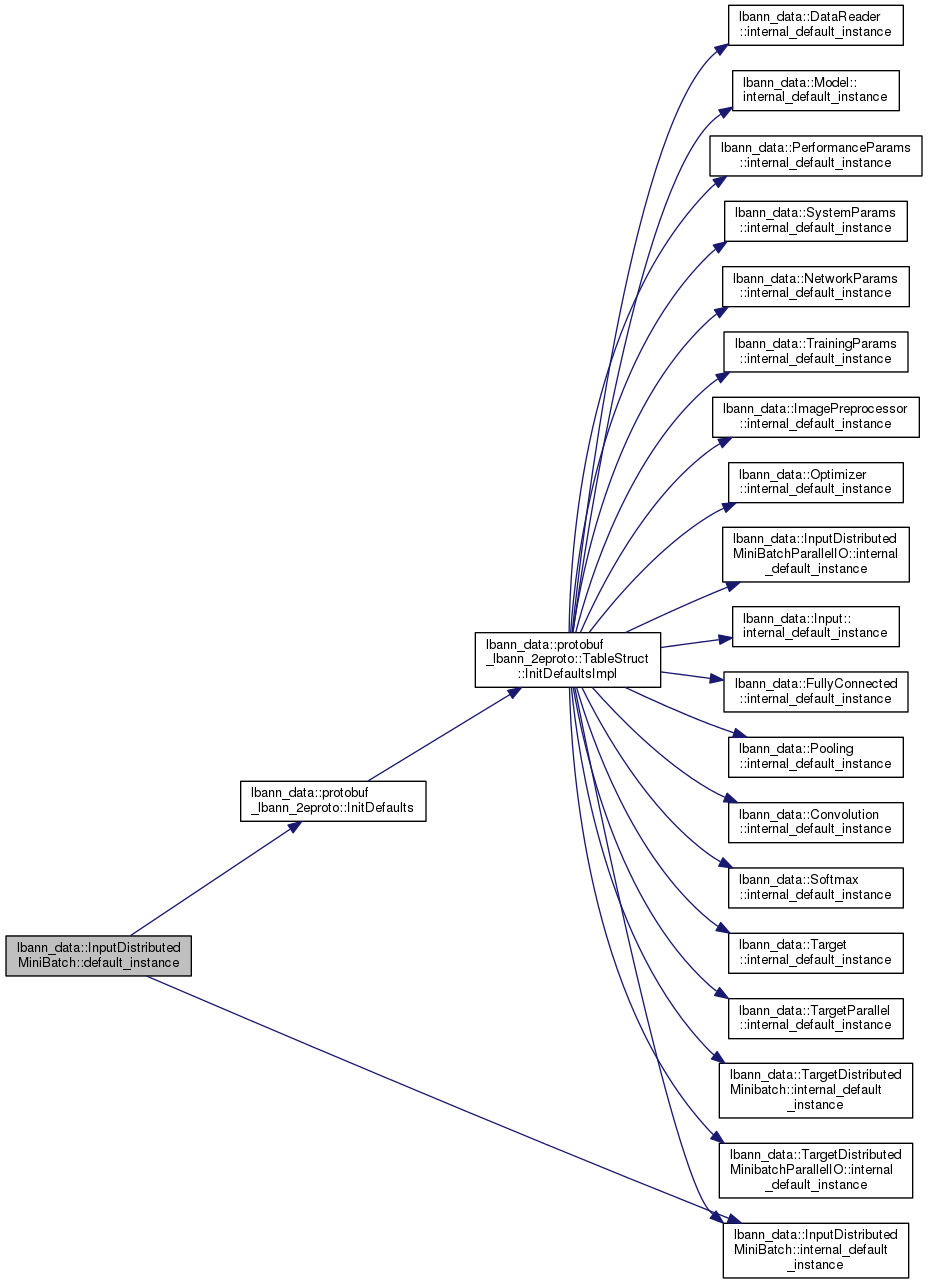 lbann_data::DataReader
::internal_default_instance
lbann_data::Model::
internal_default_instance
lbann_data::PerformanceParams
::internal_default_instance
lbann_data::SystemParams
::internal_default_instance
lbann_data::NetworkParams
::internal_default_instance
lbann_data::TrainingParams
::internal_default_instance
lbann_data::ImagePreprocessor
::internal_default_instance
lbann_data::Optimizer
::internal_default_instance
lbann_data::InputDistributed
MiniBatchParallelIO::internal
_default_instance
lbann_data::Input::
internal_default_instance
lbann_data::protobuf
_lbann_2eproto::TableStruct
::InitDefaultsImpl
lbann_data::FullyConnected
::internal_default_instance
lbann_data::Pooling
::internal_default_instance
lbann_data::protobuf
_lbann_2eproto::InitDefaults
lbann_data::Convolution
::internal_default_instance
lbann_data::Softmax
::internal_default_instance
lbann_data::InputDistributed
MiniBatch::default_instance
lbann_data::Target
::internal_default_instance
lbann_data::TargetParallel
::internal_default_instance
lbann_data::TargetDistributed
Minibatch::internal_default
_instance
lbann_data::TargetDistributed
MinibatchParallelIO::internal
_default_instance
lbann_data::InputDistributed
MiniBatch::internal_default
_instance